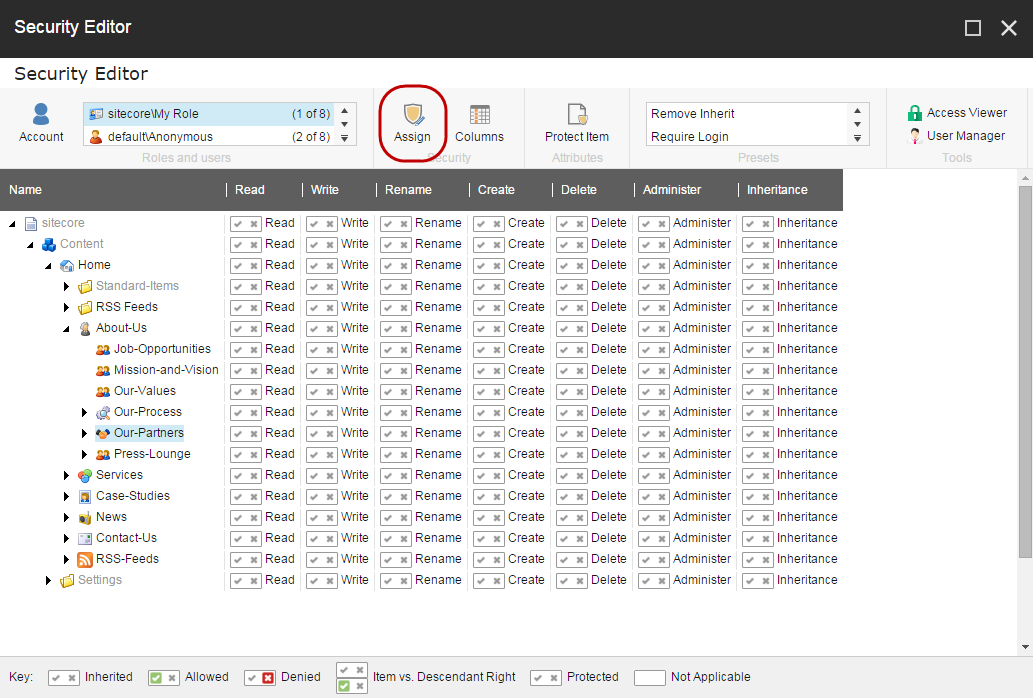 Security Editor
Security Editor
Account
sitecore\My Role (1 of 8)
default\Anonymous (2 of 8)
Roles and users
Assign
Columns
Security
Protect Item
Attributes
Remove Inherit
Require Login
Presets
Access Viewer
User Manager
Tools
Name Read Write Rename Create Delete Administer Inheritance
sitecore Read Write Rename Create Delete Administer Inheritance
Content Read Write Rename Create Delete Administer Inheritance
Home Read Write Rename Create Delete Administer Inheritance
Standard-Items Read Write Rename Create Delete Administer Inheritance
RSS Feeds Read Write Rename Create Delete Administer Inheritance
About-Us Read Write Rename Create Delete Administer Inheritance
Job-Opportunities Read Write Rename Create Delete Administer Inheritance
Mission-and-Vision Read Write Rename Create Delete Administer Inheritance
Our-Values Read Write Rename Create Delete Administer Inheritance
Our-Process Read Write Rename Create Delete Administer Inheritance
Our-Partners Read Write Rename Create Delete Administer Inheritance
Press-Lounge Read Write Rename Create Delete Administer Inheritance
Services Read Write Rename Create Delete Administer Inheritance
Case-Studies Read Write Rename Create Delete Administer Inheritance
News Read Write Rename Create Delete Administer Inheritance
Contact-Us Read Write Rename Create Delete Administer Inheritance
RSS-Feeds Read Write Rename Create Delete Administer Inheritance
Settings Read Write Rename Create Delete Administer Inheritance
Key: Inherited Allowed Denied Item vs. Descendant Right Protected Not Applicable